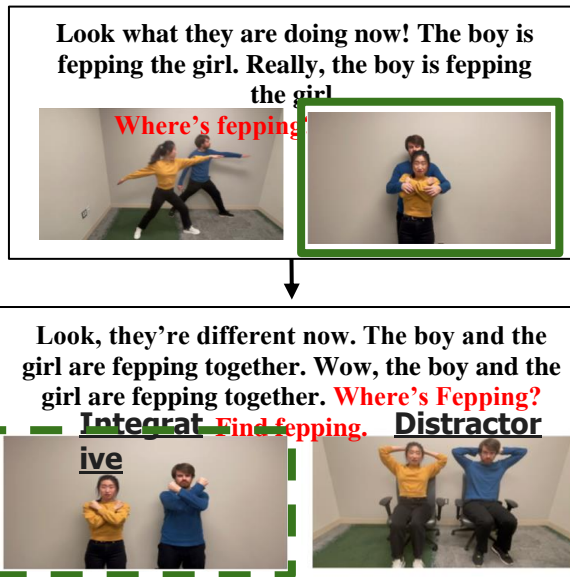 Look what they are doing now! The boy is
fepping the girl. Really, the boy is fepping
the girl
Where's fepping?
Look, they're different now. The boy and the
girl are fepping together. Wow, the boy and the
girl are fepping together. Where's Fepping?
Integrat Find fepping. Distractor
ive